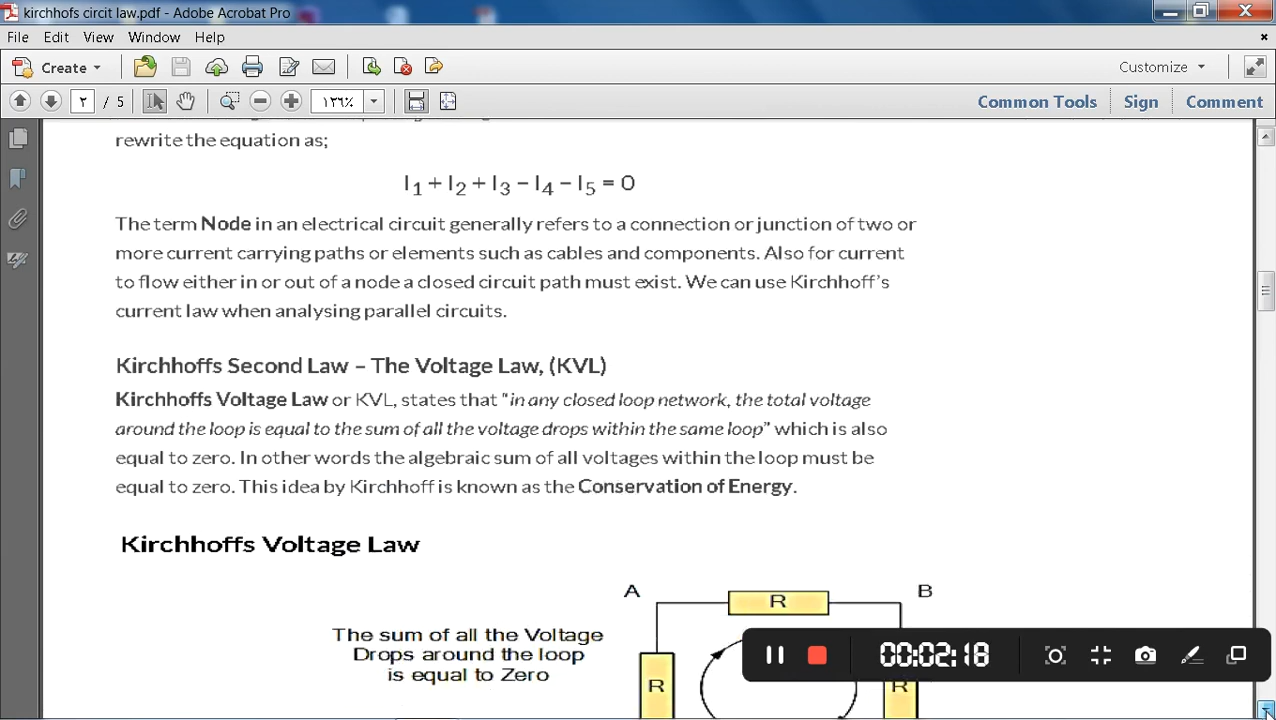 kirchhofs circit law.pdf - Adobe Acrobat Pro
File Edit View Window Help
Create
Customize
٢ / 5
١٢٦٪
Common Tools
Sign
Comment
rewrite the equation as;
I1 + I2 + I3 − I4 − I5 = 0
The term Node in an electrical circuit generally refers to a connection or junction of two or
more current carrying paths or elements such as cables and components. Also for current
to flow either in or out of a node a closed circuit path must exist. We can use Kirchhoff's
current law when analysing parallel circuits.
Kirchhoffs Second Law – The Voltage Law, (KVL)
Kirchhoffs Voltage Law or KVL, states that "in any closed loop network, the total voltage
around the loop is equal to the sum of all the voltage drops within the same loop" which is also
equal to zero. In other words the algebraic sum of all voltages within the loop must be
equal to zero. This idea by Kirchhoff is known as the Conservation of Energy.
Kirchhoffs Voltage Law
A
B
R
The sum of all the Voltage
Drops around the loop
is equal to Zero
R
R
00:02:18